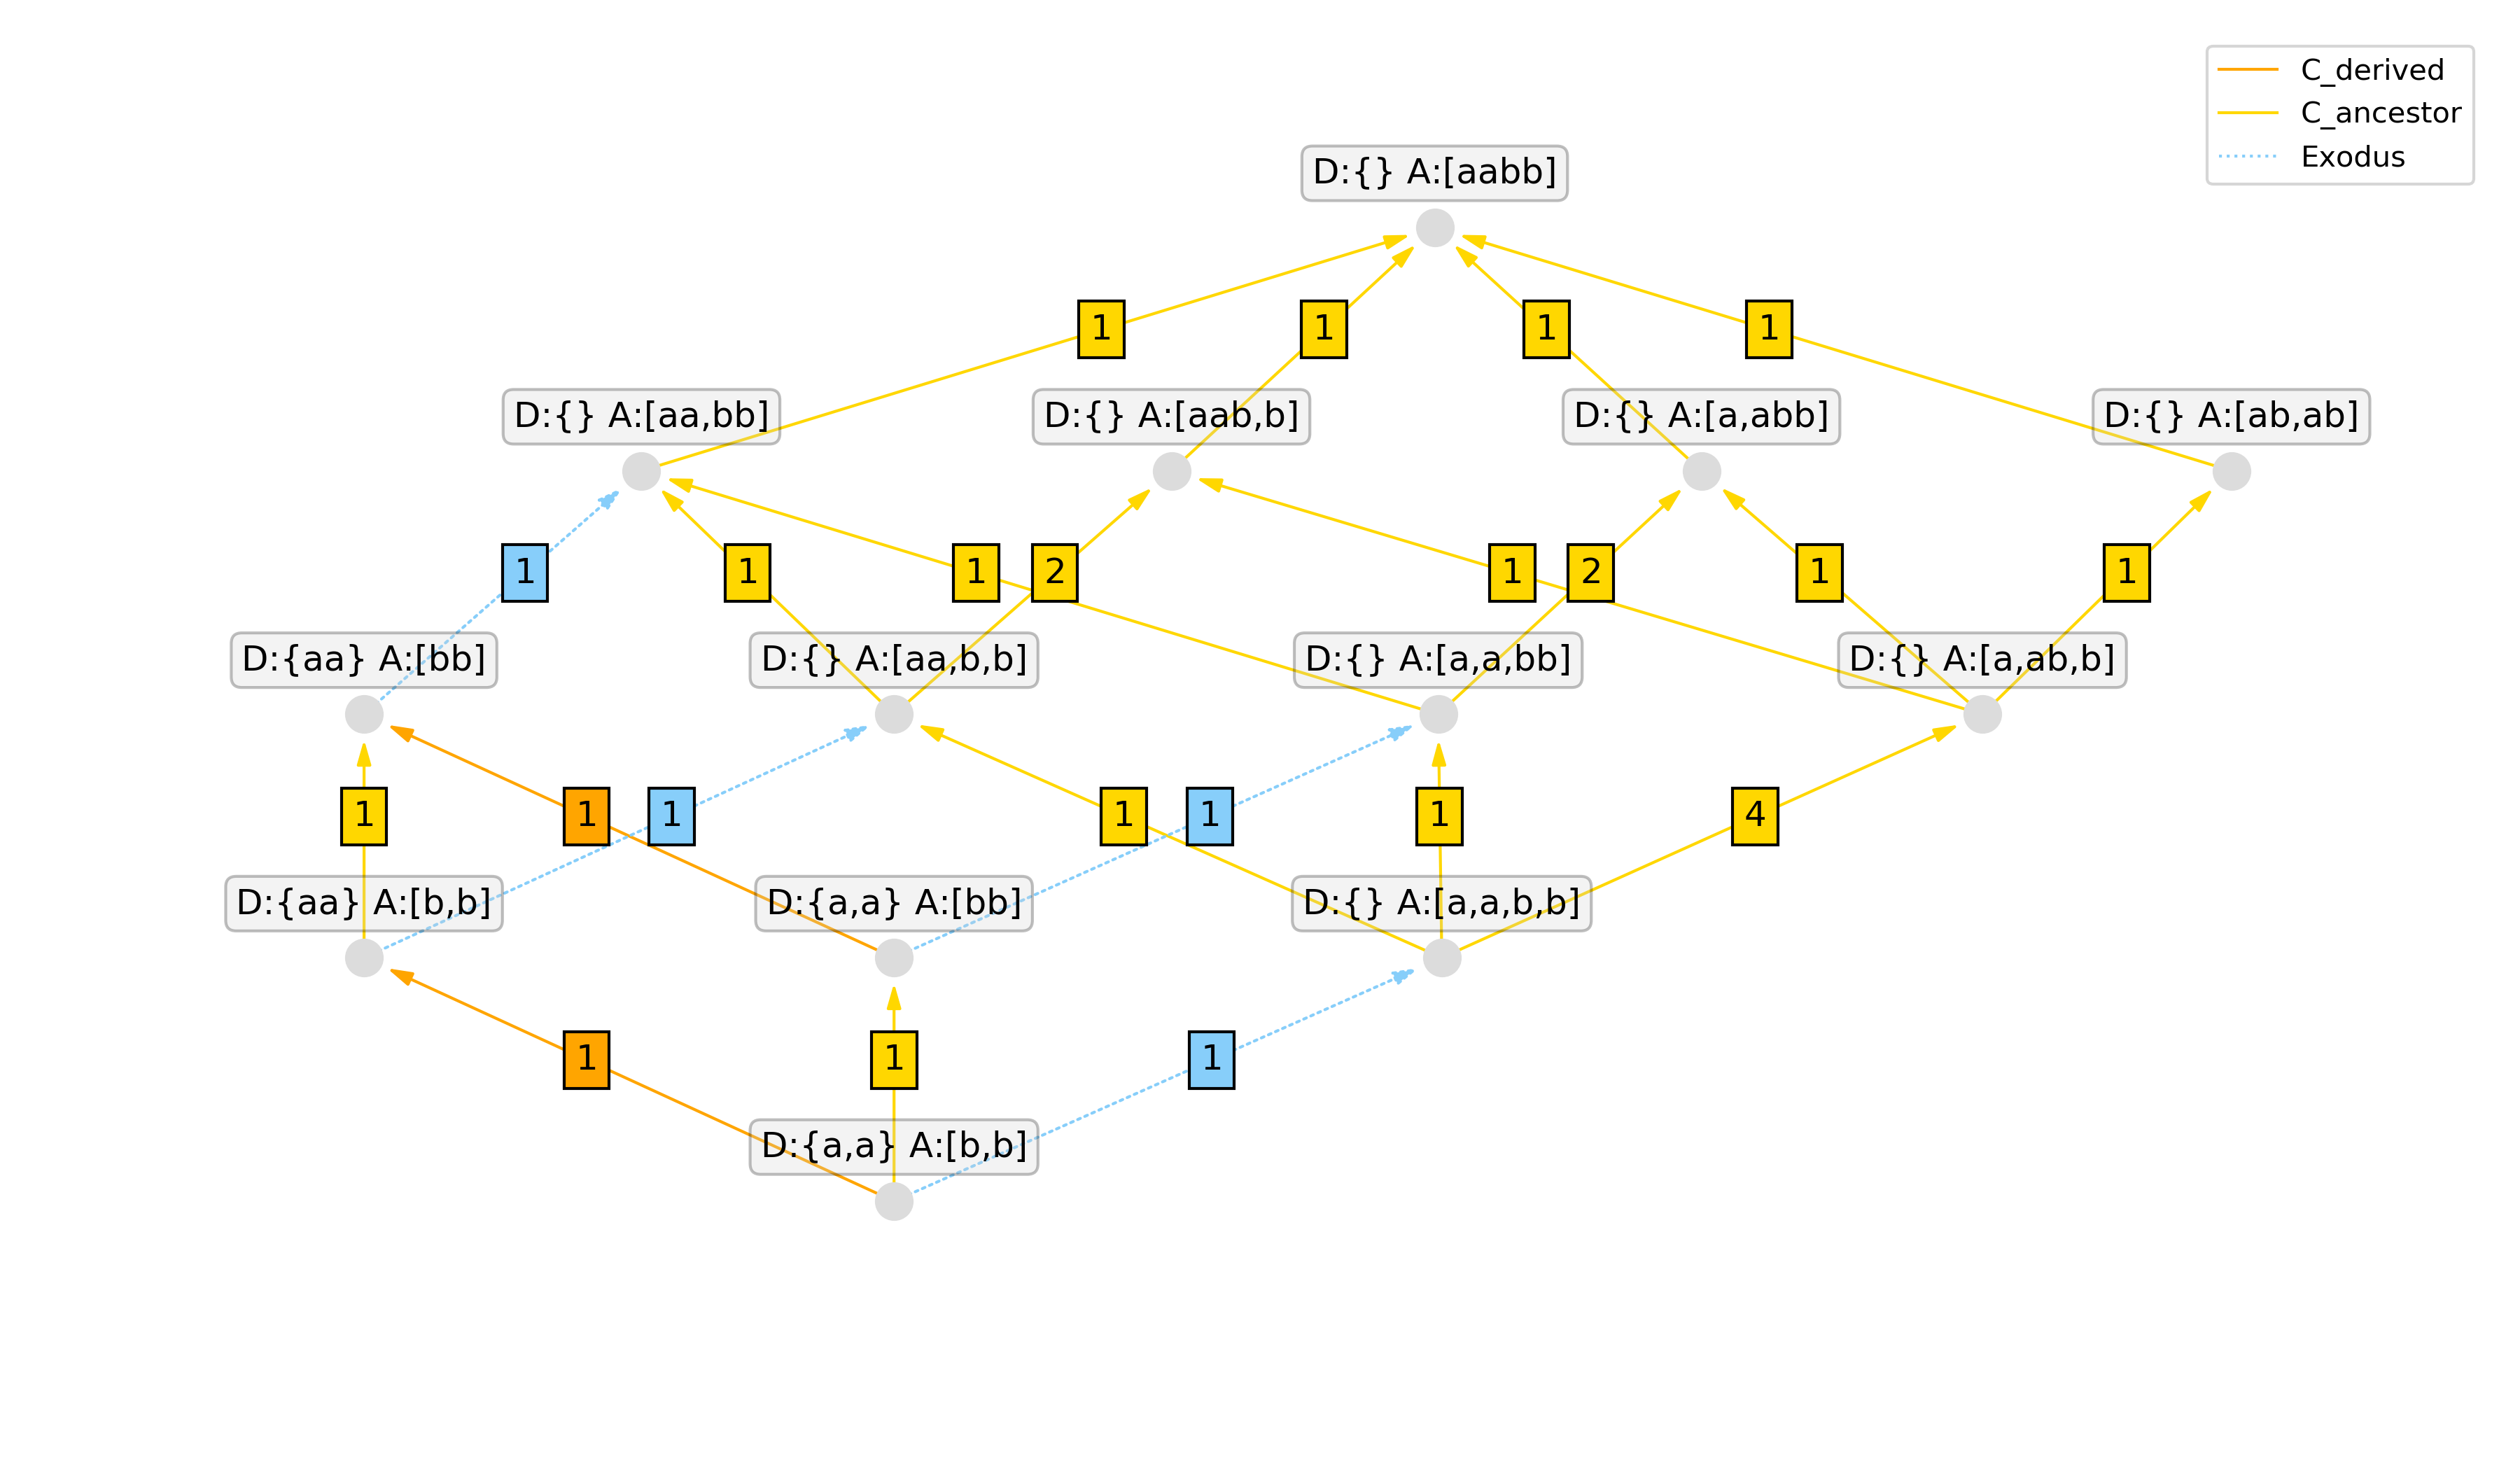 C_derived
C_ancestor
Exodus
D:{} A:[aabb]
1 1 1 1
D:{} A:[aa,bb] D:{} A:[aab,b] D:{} A:[a,abb] D:{} A:[ab,ab]
1 1 1 2 1 2 1 1
D:{aa} A:[bb] D:{} A:[aa,b,b] D:{} A:[a,a,bb] D:{} A:[a,ab,b]
1 1 1 1 1 1 4
D:{aa} A:[b,b] D:{a,a} A:[bb] D:{} A:[a,a,b,b]
1 1 1
D:{a,a} A:[b,b]